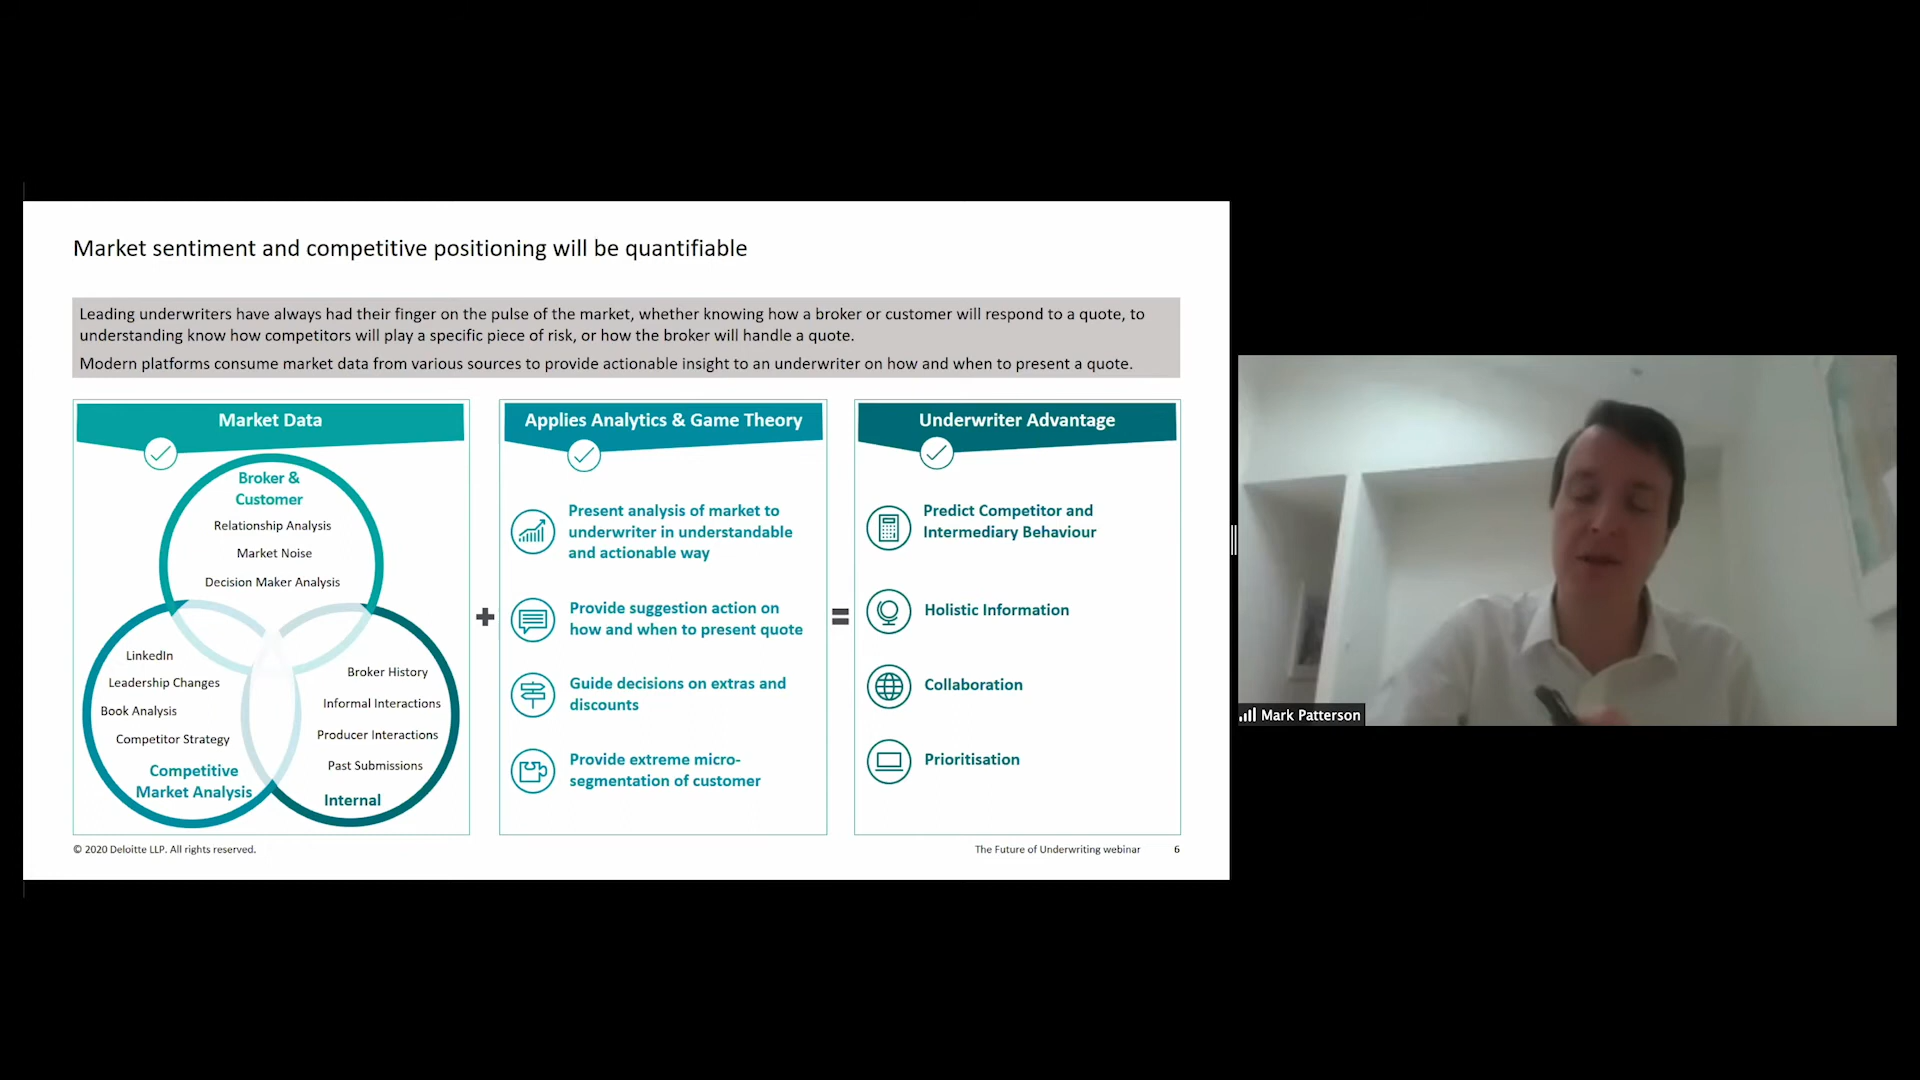 Market sentiment and competitive positioning will be quantifiable
Leading underwriters have always had their finger on the pulse of the market, whether knowing how a broker or customer will respond to a quote, to
understanding know how competitors will play a specific piece of risk, or how the broker will handle a quote.
Modern platforms consume market data from various sources to provide actionable insight to an underwriter on how and when to present a quote.
Market Data
Broker &
Customer
Relationship Analysis
Market Noise
Decision Maker Analysis
LinkedIn
Leadership Changes
Book Analysis
Competitor Strategy
Competitive
Market Analysis
Broker History
Informal Interactions
Producer Interactions
Past Submissions
Internal
+
Applies Analytics & Game Theory
Present analysis of market to
underwriter in understandable
and actionable way
Provide suggestion action on
how and when to present quote
Guide decisions on extras and
discounts
Provide extreme micro-
segmentation of customer
=
Underwriter Advantage
Predict Competitor and
Intermediary Behaviour
Holistic Information
Collaboration
Prioritisation
© 2020 Deloitte LLP. All rights reserved.
The Future of Underwriting webinar 6
Mark Patterson